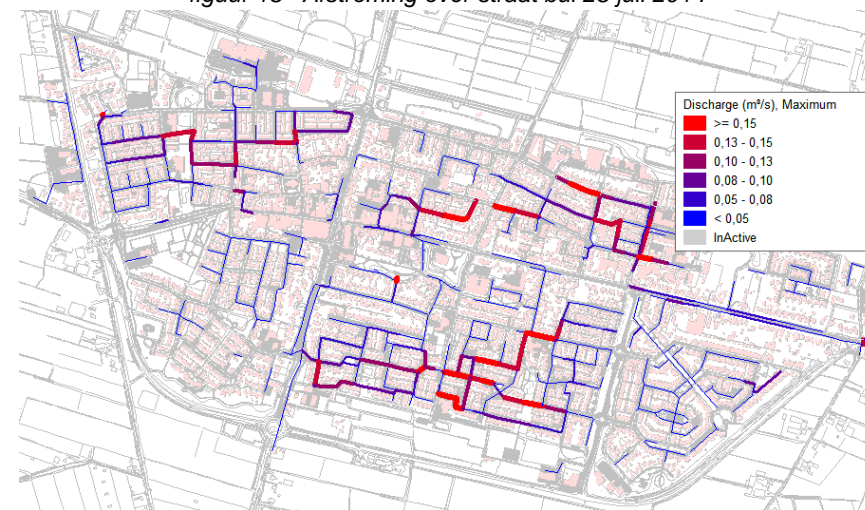 figuur Afstroming over straat bui 28 juli 2014
Discharge (m³/s), Maximum
>= 0,15
0,13 - 0,15
0,10 - 0,13
0,08 - 0,10
0,05 - 0,08
< 0,05
InActive